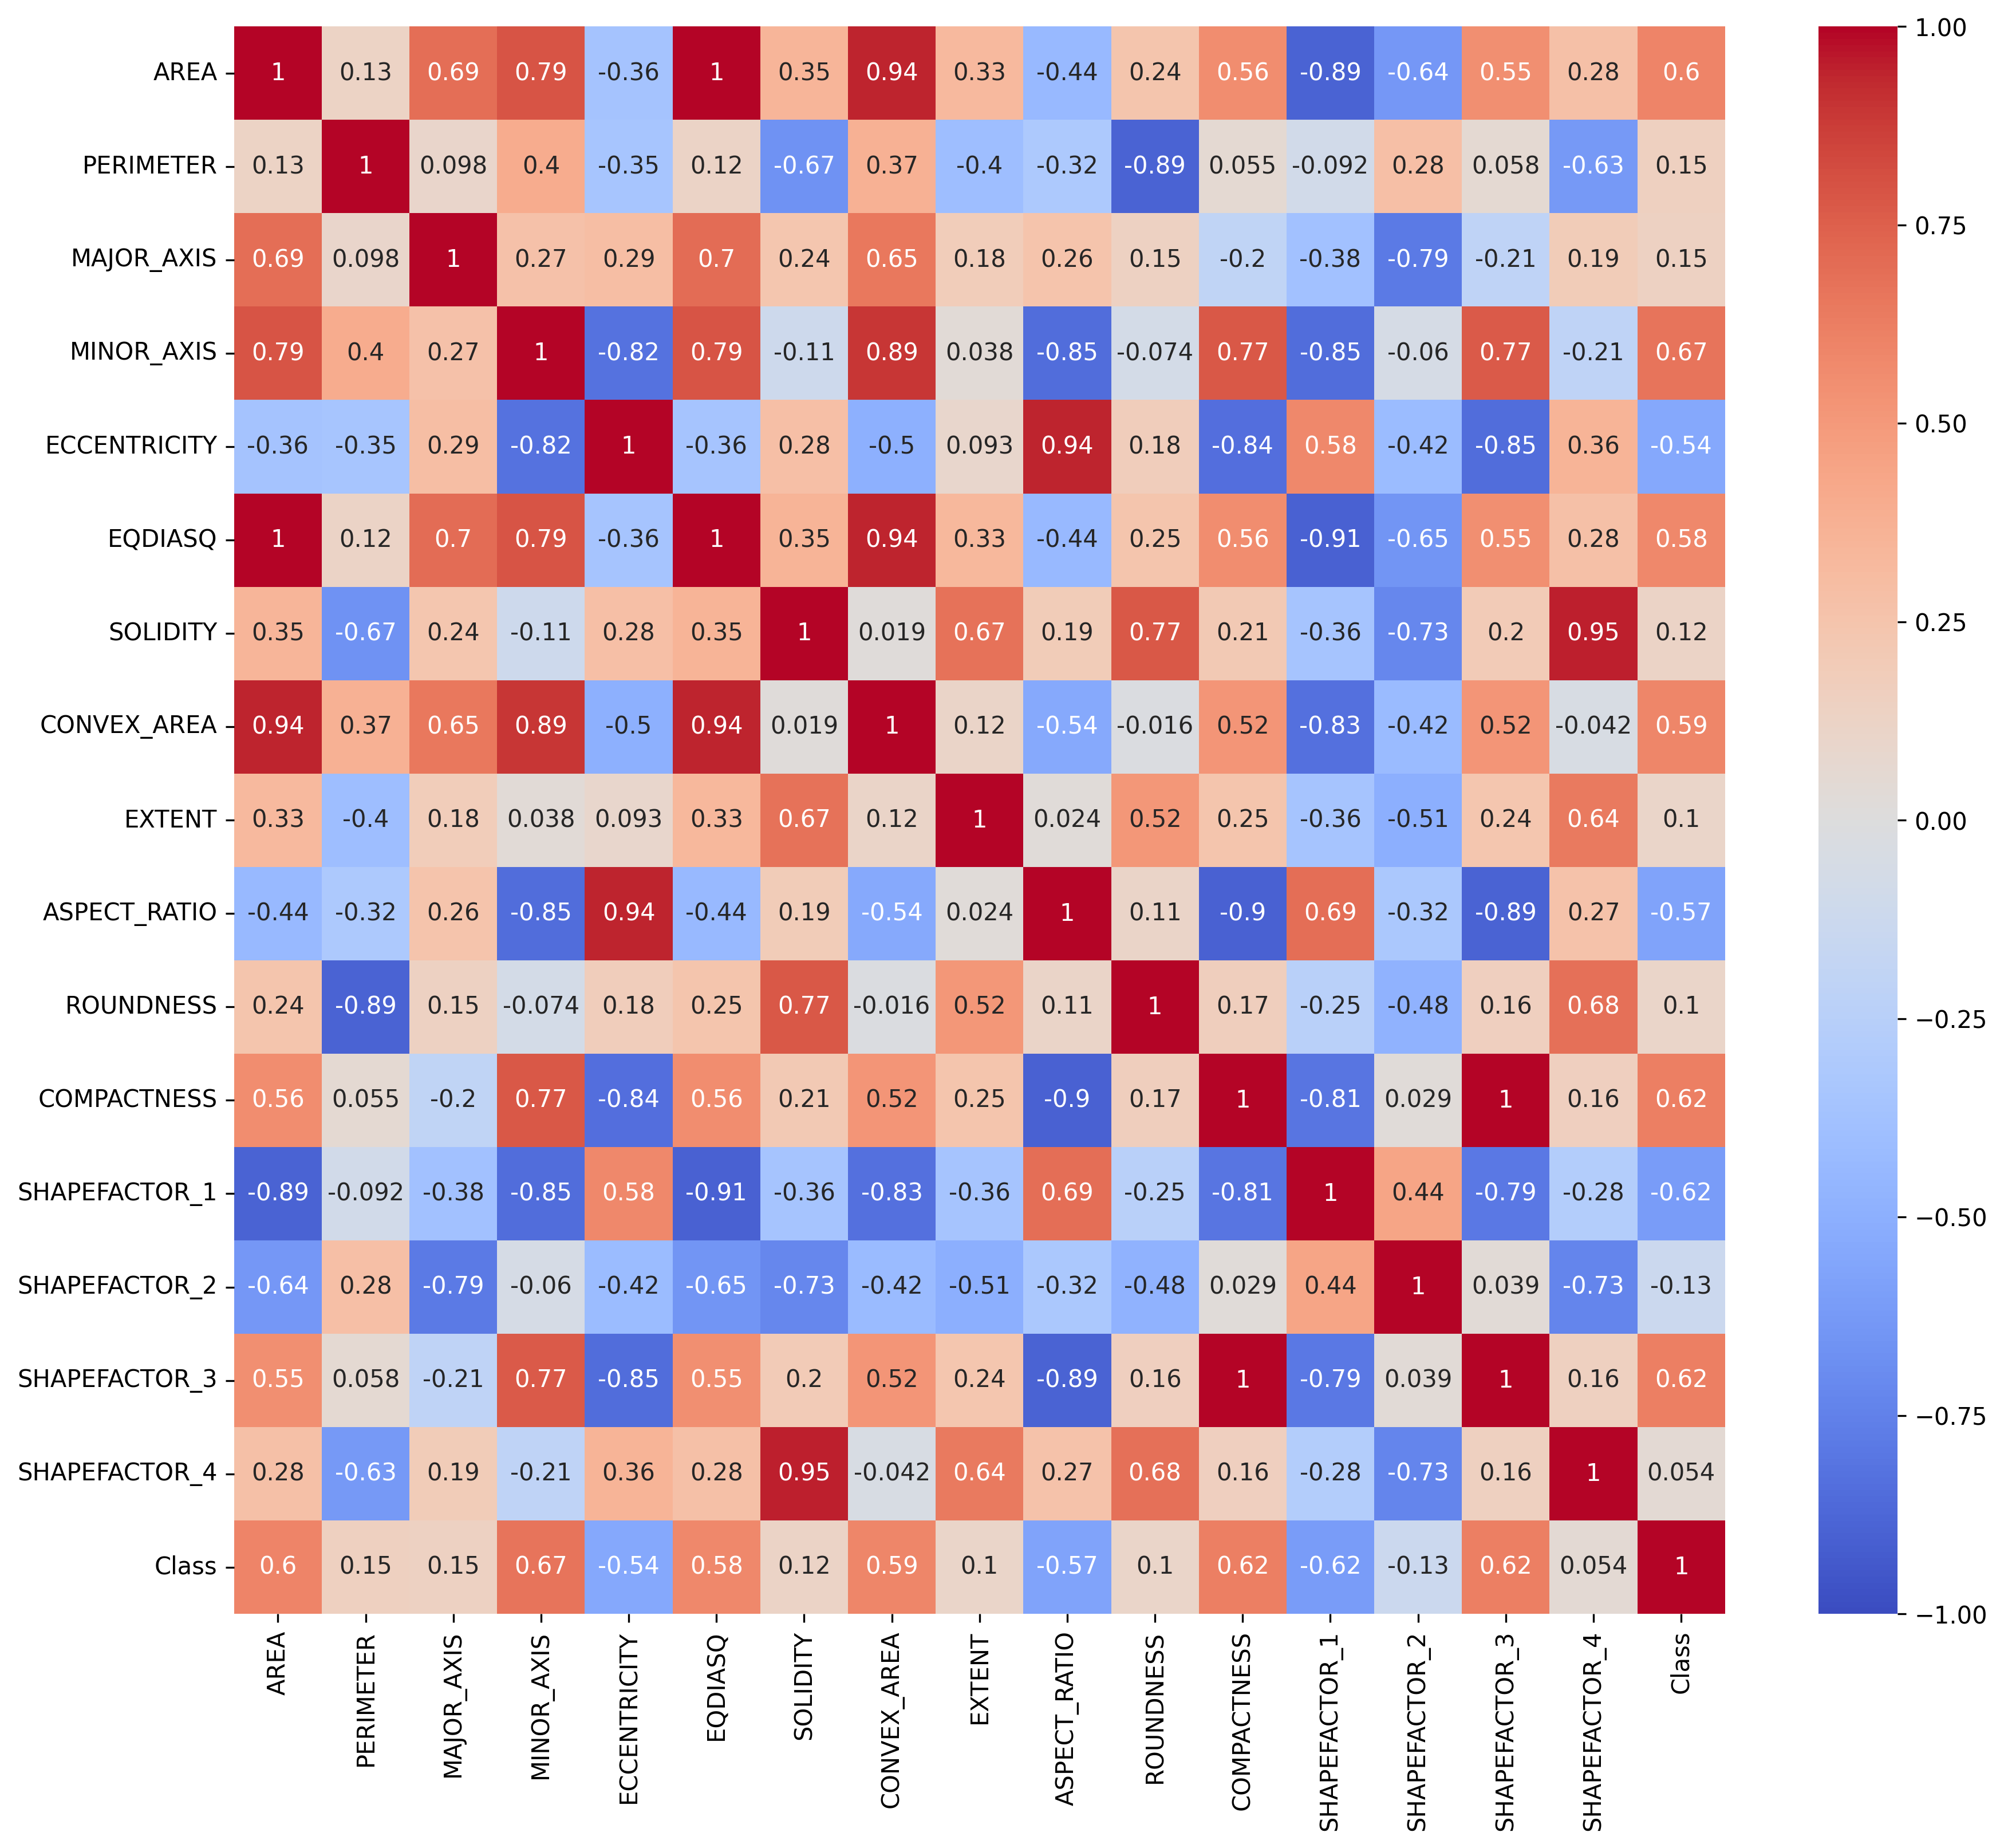 AREA 1 0.13 0.69 0.79 -0.36 1 0.35 0.94 0.33 -0.44 0.24 0.56 -0.89 -0.64 0.55 0.28 0.6
PERIMETER 0.13 1 0.098 0.4 -0.35 0.12 -0.67 0.37 -0.4 -0.32 -0.89 0.055 -0.092 0.28 0.058 -0.63 0.15
MAJOR_AXIS 0.69 0.098 1 0.27 0.29 0.7 0.24 0.65 0.18 0.26 0.15 -0.2 -0.38 -0.79 -0.21 0.19 0.15
MINOR_AXIS 0.79 0.4 0.27 1 -0.82 0.79 -0.11 0.89 0.038 -0.85 -0.074 0.77 -0.85 -0.06 0.77 -0.21 0.67
ECCENTRICITY -0.36 -0.35 0.29 -0.82 1 -0.36 0.28 -0.5 0.093 0.94 0.18 -0.84 0.58 -0.42 -0.85 0.36 -0.54
EQDIASQ 1 0.12 0.7 0.79 -0.36 1 0.35 0.94 0.33 -0.44 0.25 0.56 -0.91 -0.65 0.55 0.28 0.58
SOLIDITY 0.35 -0.67 0.24 -0.11 0.28 0.35 1 0.019 0.67 0.19 0.77 0.21 -0.36 -0.73 0.2 0.95 0.12
CONVEX_AREA 0.94 0.37 0.65 0.89 -0.5 0.94 0.019 1 0.12 -0.54 -0.016 0.52 -0.83 -0.42 0.52 -0.042 0.59
EXTENT 0.33 -0.4 0.18 0.038 0.093 0.33 0.67 0.12 1 0.024 0.52 0.25 -0.36 -0.51 0.24 0.64 0.1
ASPECT_RATIO -0.44 -0.32 0.26 -0.85 0.94 -0.44 0.19 -0.54 0.024 1 0.11 -0.9 0.69 -0.32 -0.89 0.27 -0.57
ROUNDNESS 0.24 -0.89 0.15 -0.074 0.18 0.25 0.77 -0.016 0.52 0.11 1 0.17 -0.25 -0.48 0.16 0.68 0.1
COMPACTNESS 0.56 0.055 -0.2 0.77 -0.84 0.56 0.21 0.52 0.25 -0.9 0.17 1 -0.81 0.029 1 0.16 0.62
SHAPEFACTOR_1 -0.89 -0.092 -0.38 -0.85 0.58 -0.91 -0.36 -0.83 -0.36 0.69 -0.25 -0.81 1 0.44 -0.79 -0.28 -0.62
SHAPEFACTOR_2 -0.64 0.28 -0.79 -0.06 -0.42 -0.65 -0.73 -0.42 -0.51 -0.32 -0.48 0.029 0.44 1 0.039 -0.73 -0.13
SHAPEFACTOR_3 0.55 0.058 -0.21 0.77 -0.85 0.55 0.2 0.52 0.24 -0.89 0.16 1 -0.79 0.039 1 0.16 0.62
SHAPEFACTOR_4 0.28 -0.63 0.19 -0.21 0.36 0.28 0.95 -0.042 0.64 0.27 0.68 0.16 -0.28 -0.73 0.16 1 0.054
Class 0.6 0.15 0.15 0.67 -0.54 0.58 0.12 0.59 0.1 -0.57 0.1 0.62 -0.62 -0.13 0.62 0.054 1
AREA
PERIMETER
MAJOR_AXIS
MINOR_AXIS
ECCENTRICITY
EQDIASQ
SOLIDITY
CONVEX_AREA
EXTENT
ASPECT_RATIO
ROUNDNESS
COMPACTNESS
SHAPEFACTOR_1
SHAPEFACTOR_2
SHAPEFACTOR_3
SHAPEFACTOR_4
Class
1.00
0.75
0.50
0.25
0.00
−0.25
−0.50
−0.75
−1.00